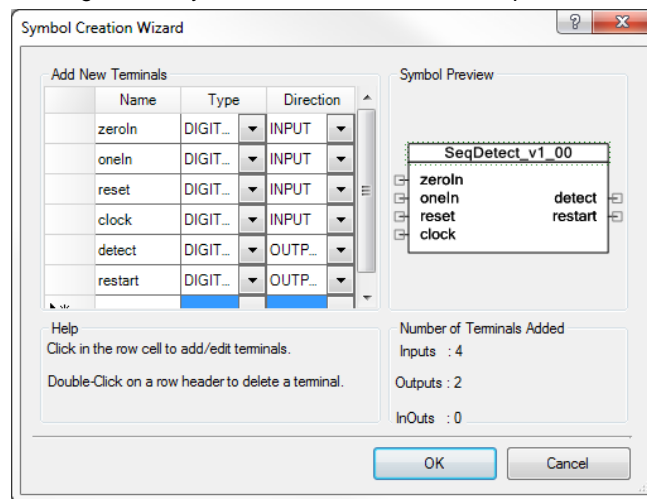 Symbol Creation Wizard
Add New Terminals
Name Type Direction
zeroIn DIGIT... INPUT
oneIn DIGIT... INPUT
reset DIGIT... INPUT
clock DIGIT... INPUT
detect DIGIT... OUTP...
restart DIGIT... OUTP...
Symbol Preview
SeqDetect_v1_00
zeroIn
oneIn detect
reset restart
clock
Help
Click in the row cell to add/edit terminals.
Double-Click on a row header to delete a terminal.
Number of Terminals Added
Inputs : 4
Outputs : 2
InOuts : 0
OK Cancel